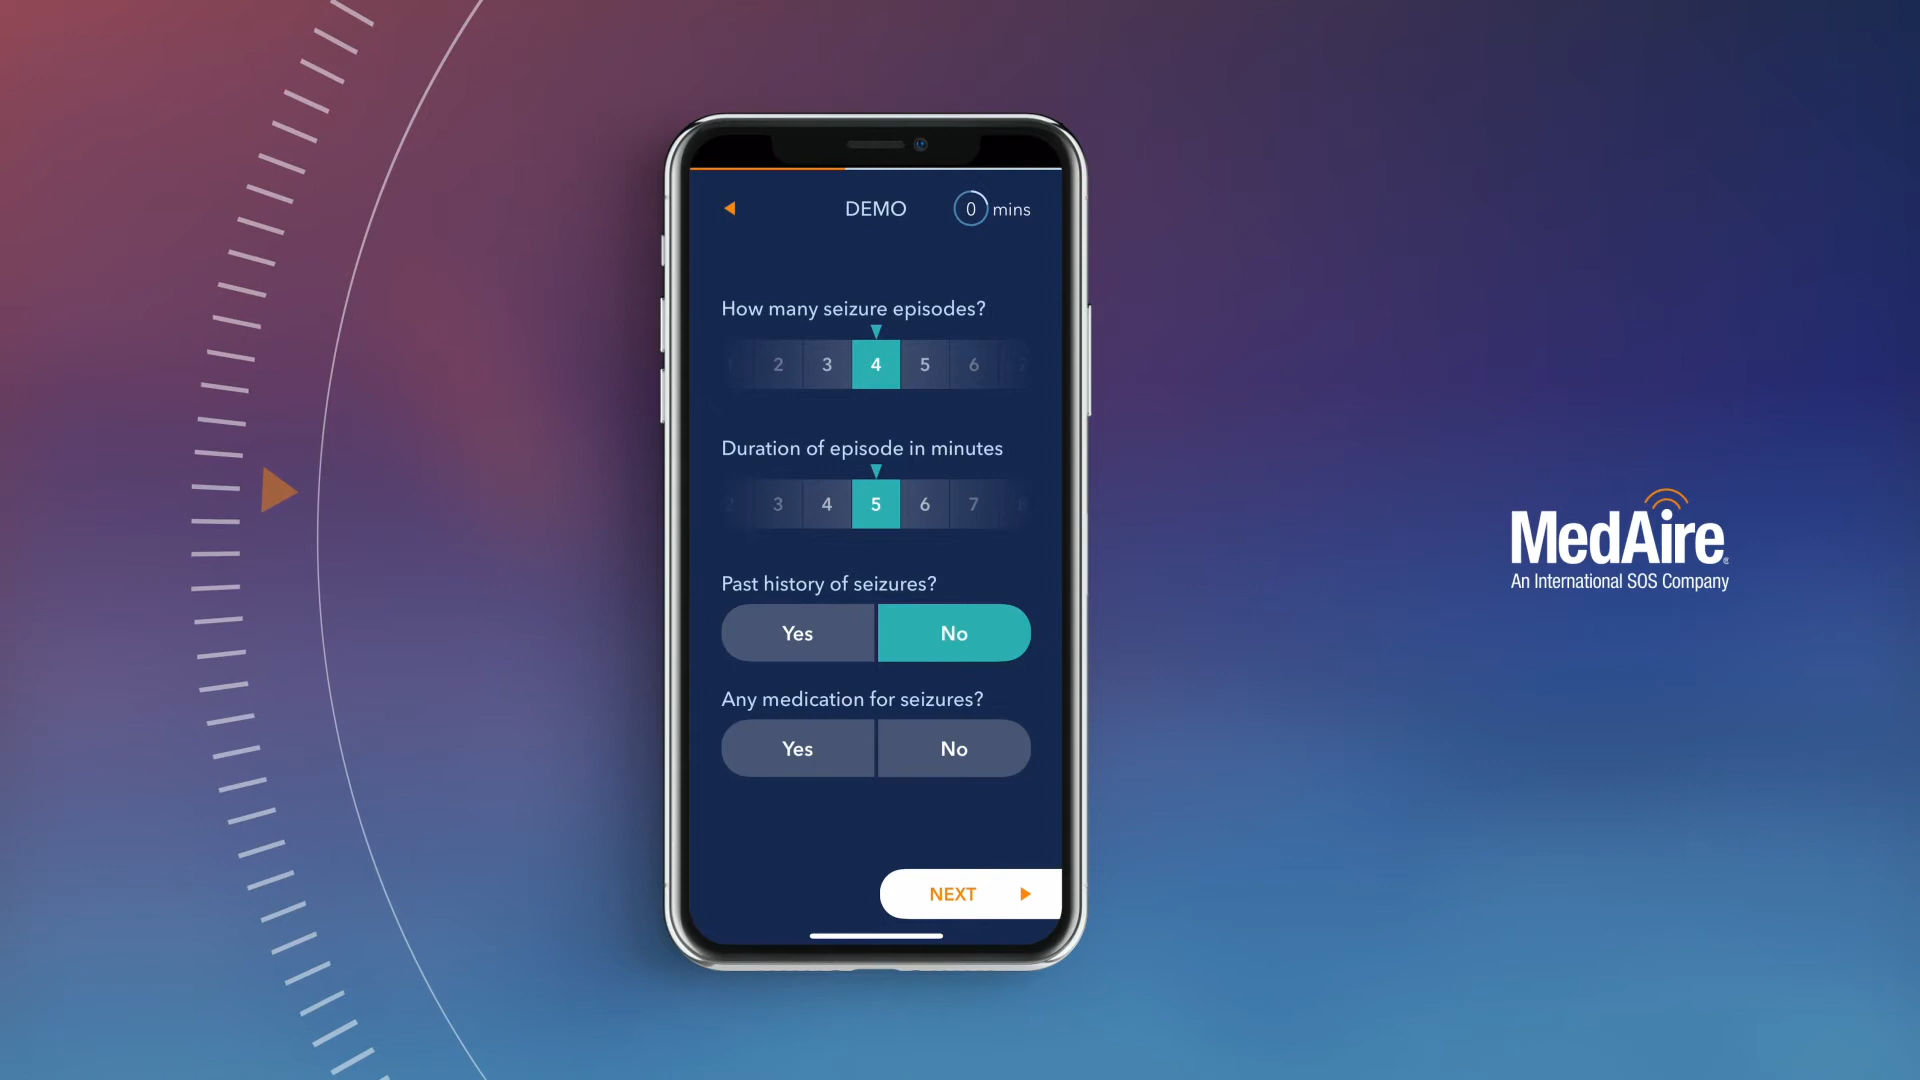 DEMO
0 mins
How many seizure episodes?
2 3 4 5 6
Duration of episode in minutes
3 4 5 6 7
Past history of seizures?
Yes No
Any medication for seizures?
Yes No
NEXT
MedAire
An International SOS Company